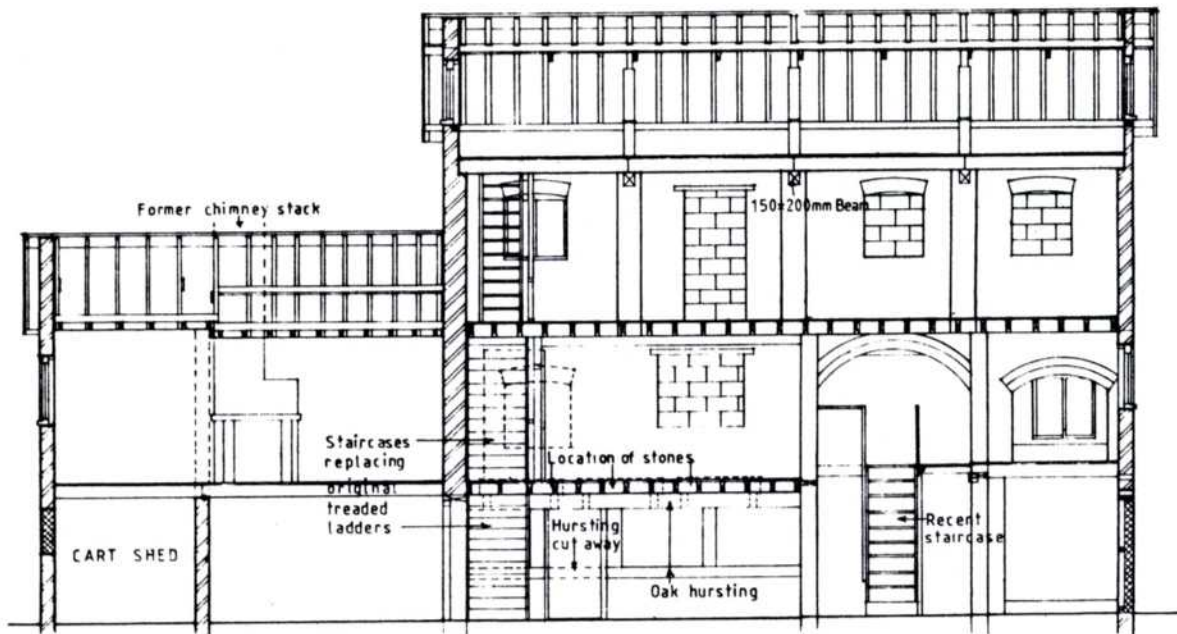 Former chimney stack
150×200mm Beam
Staircases
replacing
original
treaded
ladders
Location of stones
Hursting
cut away
Recent
staircase
CART SHED
Oak hursting